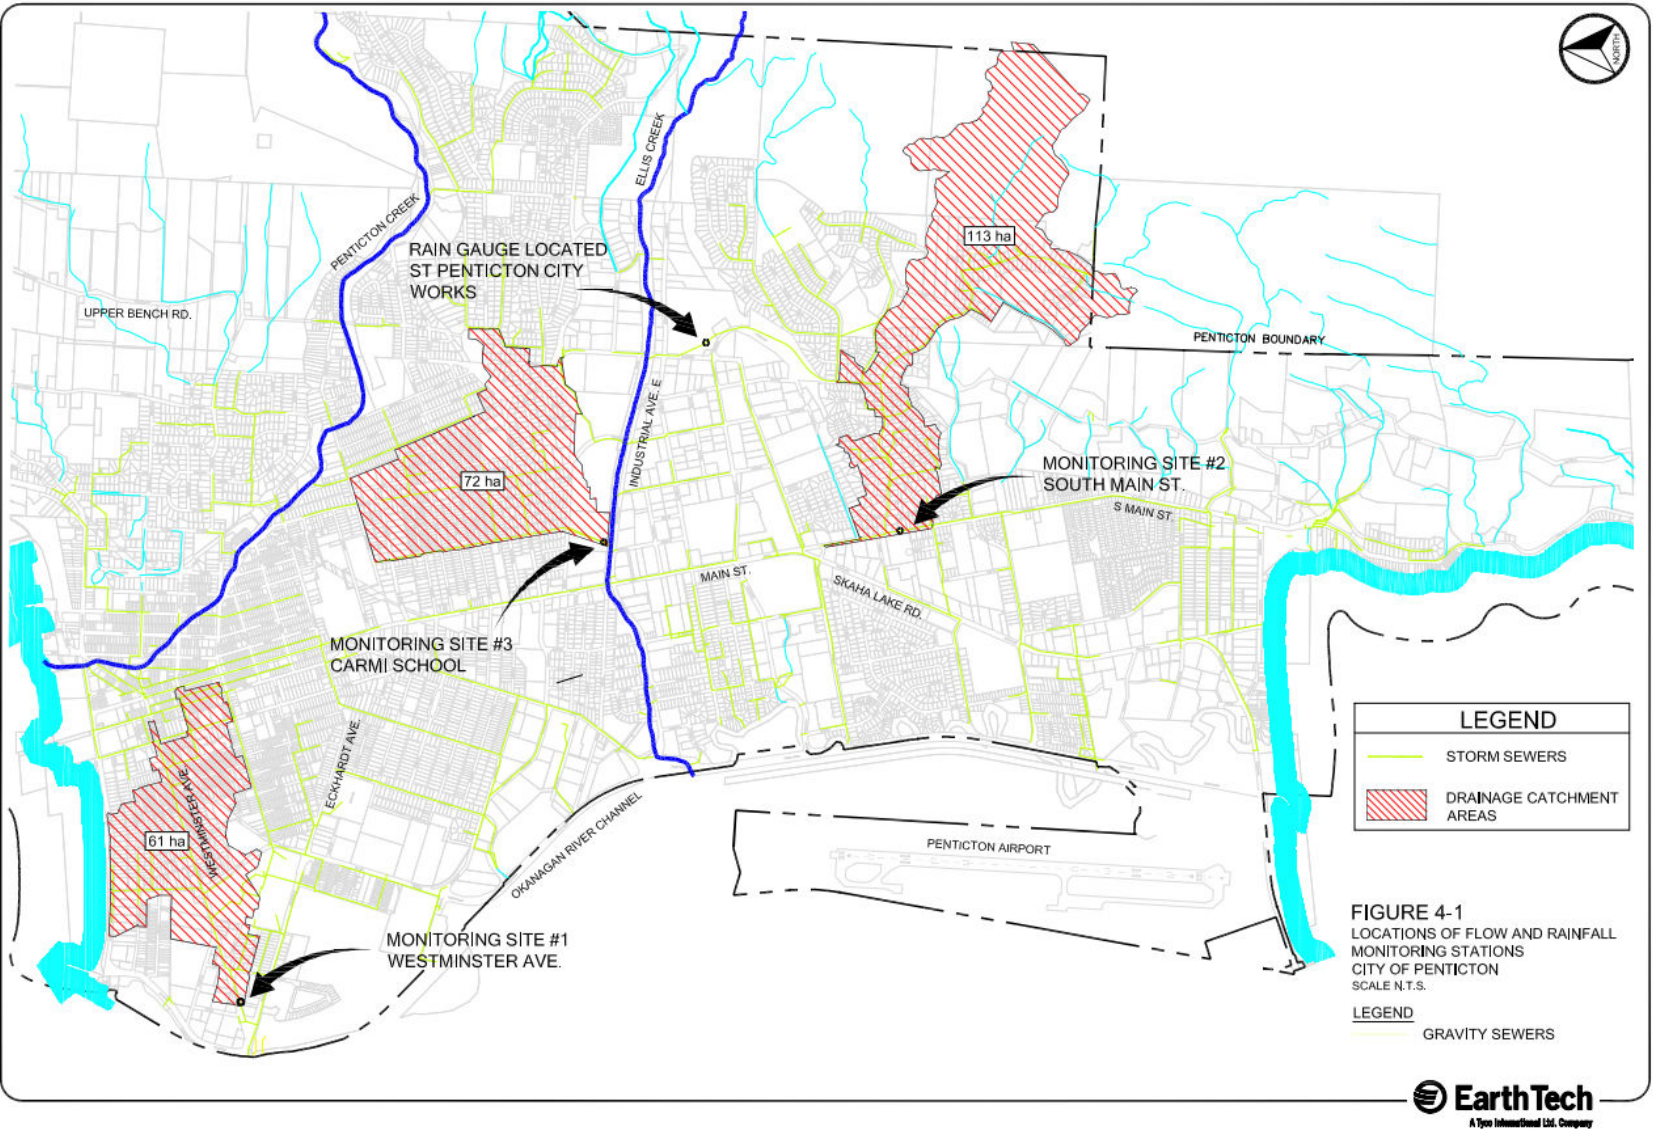 NORTH
PENTICTON CREEK
ELLIS CREEK
RAIN GAUGE LOCATED
ST PENTICTON CITY
WORKS
113 ha
UPPER BENCH RD.
PENTICTON BOUNDARY
INDUSTRIAL AVE. E
72 ha
MONITORING SITE #2
SOUTH MAIN ST.
S MAIN ST.
MAIN ST.
SKAHA LAKE RD.
MONITORING SITE #3
CARMI SCHOOL
ECKHARDT AVE.
WESTMINSTER AVE.
61 ha
OKANAGAN RIVER CHANNEL
PENTICTON AIRPORT
MONITORING SITE #1
WESTMINSTER AVE.
LEGEND
STORM SEWERS
DRAINAGE CATCHMENT
AREAS
FIGURE 4-1
LOCATIONS OF FLOW AND RAINFALL
MONITORING STATIONS
CITY OF PENTICTON
SCALE N.T.S.
LEGEND
GRAVITY SEWERS
EarthTech
A Tyco International Ltd. Company